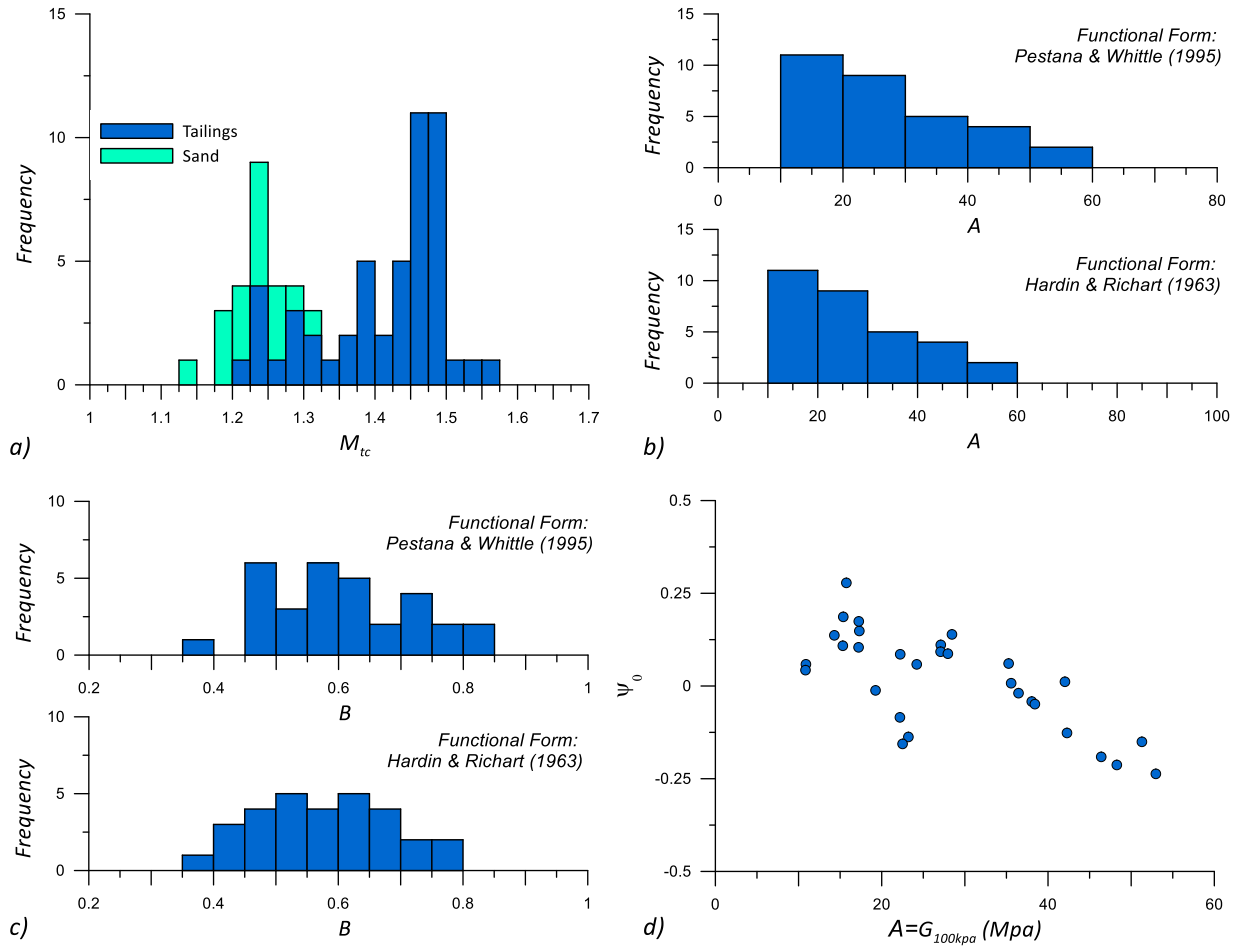 15
10
5
0
Frequency
Tailings
Sand
1 1.1 1.2 1.3 1.4 1.5 1.6 1.7
M tc
a)
15
10
5
0
Frequency
Functional Form:
Pestana & Whittle (1995)
0 20 40 60 80
A
15
10
5
0
Frequency
Functional Form:
Hardin & Richart (1963)
0 20 40 60 80 100
A
b)
10
5
0
Frequency
Functional Form:
Pestana & Whittle (1995)
0.2 0.4 0.6 0.8 1
B
10
5
0
Frequency
Functional Form:
Hardin & Richart (1963)
0.2 0.4 0.6 0.8 1
B
c)
0.5
0.25
0
-0.25
-0.5
ψ0
0 20 40 60
A=G100kpa (Mpa)
d)